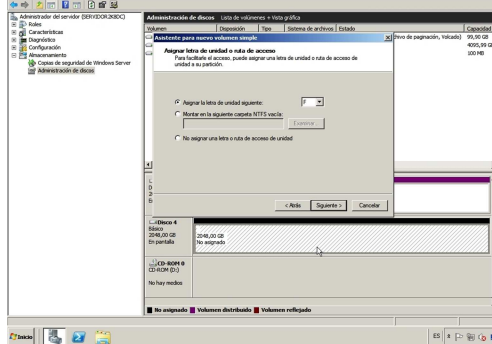 Administrador del servidor (SERVIDOR2K8DC)
Roles
Características
Diagnóstico
Configuración
Almacenamiento
Copias de seguridad de Windows Server
Administración de discos
Administración de discos Lista de volúmenes + Vista gráfica
Volumen Disposición Tipo Sistema de archivos Estado Capacidad
hivo de paginación, Volcado) 99,90 GB
4095,99 GB
100 MB
Asistente para nuevo volumen simple
Asignar letra de unidad o ruta de acceso
Para facilitarle el acceso, puede asignar una letra de unidad o ruta de acceso de
unidad a su partición.
Asignar la letra de unidad siguiente:
Montar en la siguiente carpeta NTFS vacía:
Examinar...
No asignar una letra o ruta de acceso de unidad
< Atrás Siguiente > Cancelar
Disco 4
Básico
2048,00 GB
En pantalla
2048,00 GB
No asignado
CD-ROM 0
CD-ROM (D:)
No hay medios
No asignado Volumen distribuido Volumen reflejado
Inicio
ES